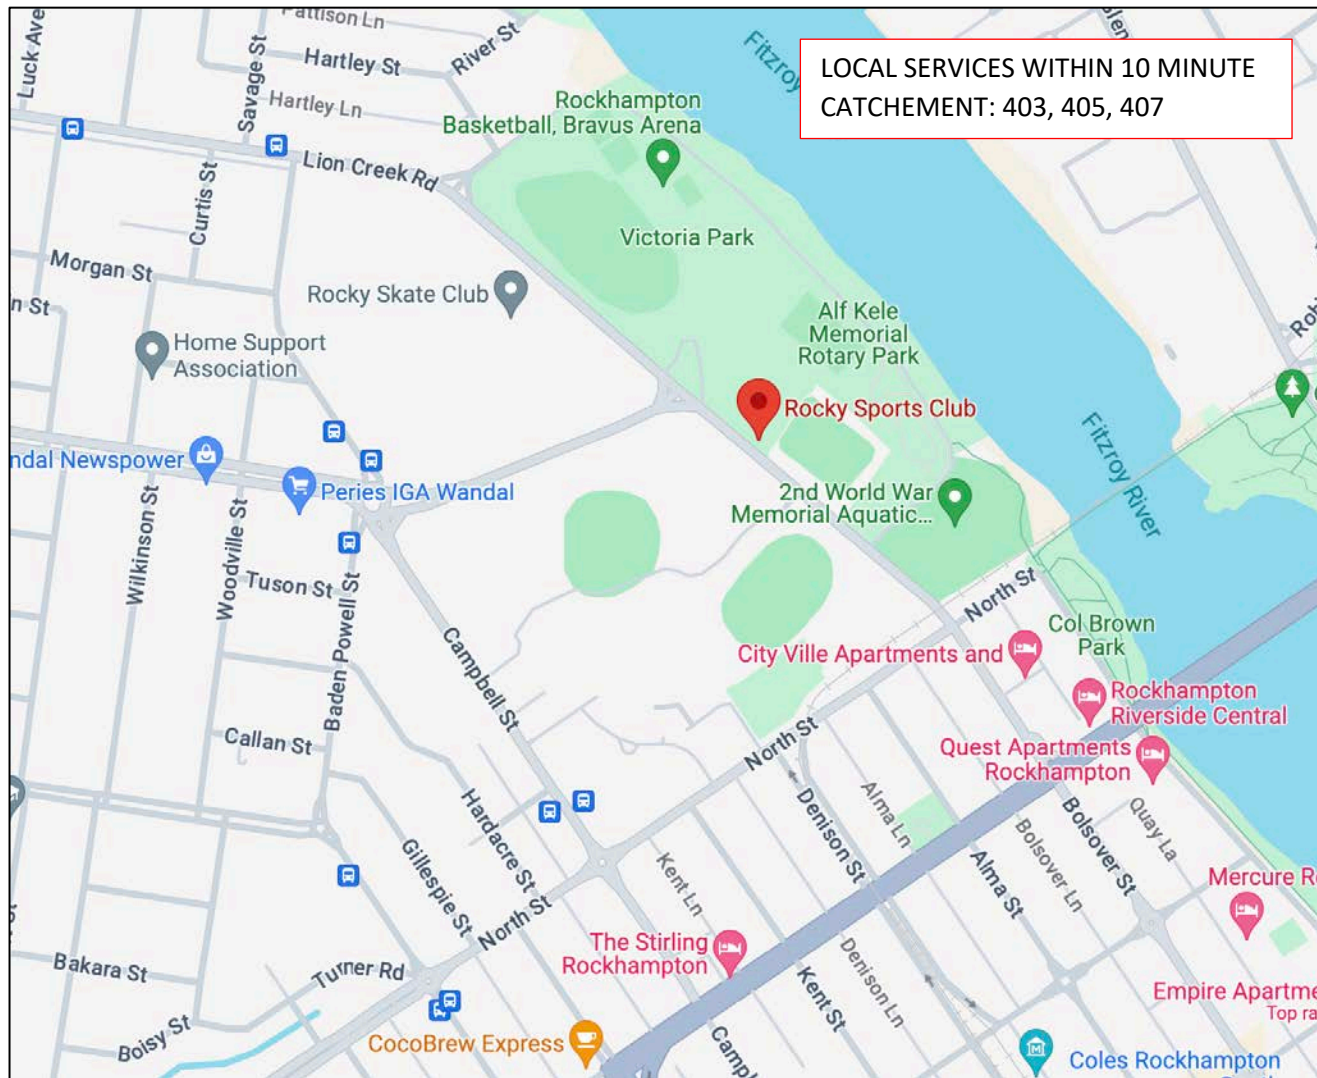 Pattison Ln
Luck Ave
Savage St
Hartley St
River St
Hartley Ln
Fitzroy
LOCAL SERVICES WITHIN 10 MINUTE
CATCHEMENT: 403, 405, 407
Rockhampton
Basketball, Bravus Arena
Lion Creek Rd
Curtis St
Victoria Park
Morgan St
Rocky Skate Club
n St
Alf Kele
Memorial
Rotary Park
Home Support
Association
Rocky Sports Club
Fitzroy River
ndal Newspower
Peries IGA Wandal
2nd World War
Memorial Aquatic...
Wilkinson St
Woodville St
Tuson St
Baden Powell St
North St
Col Brown
Park
Campbell St
City Ville Apartments and
Rockhampton
Riverside Central
Callan St
North St
Quest Apartments
Rockhampton
Hardacre St
Gillespie St
Denison St
Alma Ln
Alma St
Bolsover Ln
Bolsover St
Quay La
Kent Ln
Mercure R
North St
The Stirling
Rockhampton
Bakara St
Turner Rd
Kent St
Denison Ln
Empire Apartme
Top ra
Boisy St
CocoBrew Express
Campb
Coles Rockhampton